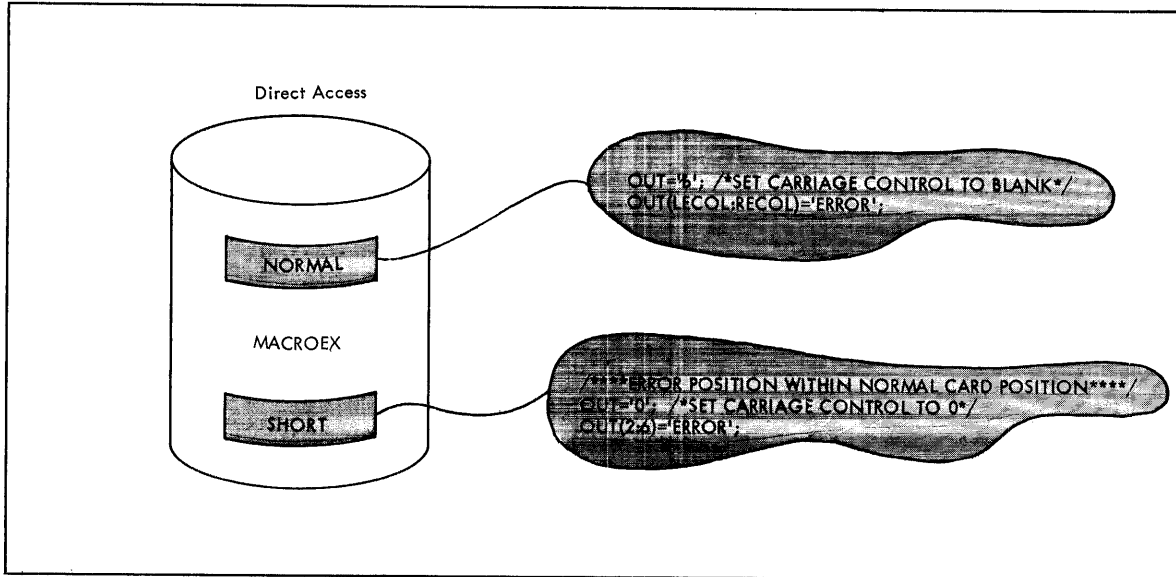 Direct Access
NORMAL
MACROEX
SHORT
OUT='b'; /*SET CARRIAGE CONTROL TO BLANK*/
OUT(LECOL:RECOL)='ERROR';
/****ERROR POSITION WITHIN NORMAL CARD POSITION****/
OUT='0'; /*SET CARRIAGE CONTROL TO 0*/
OUT(2:6)='ERROR';